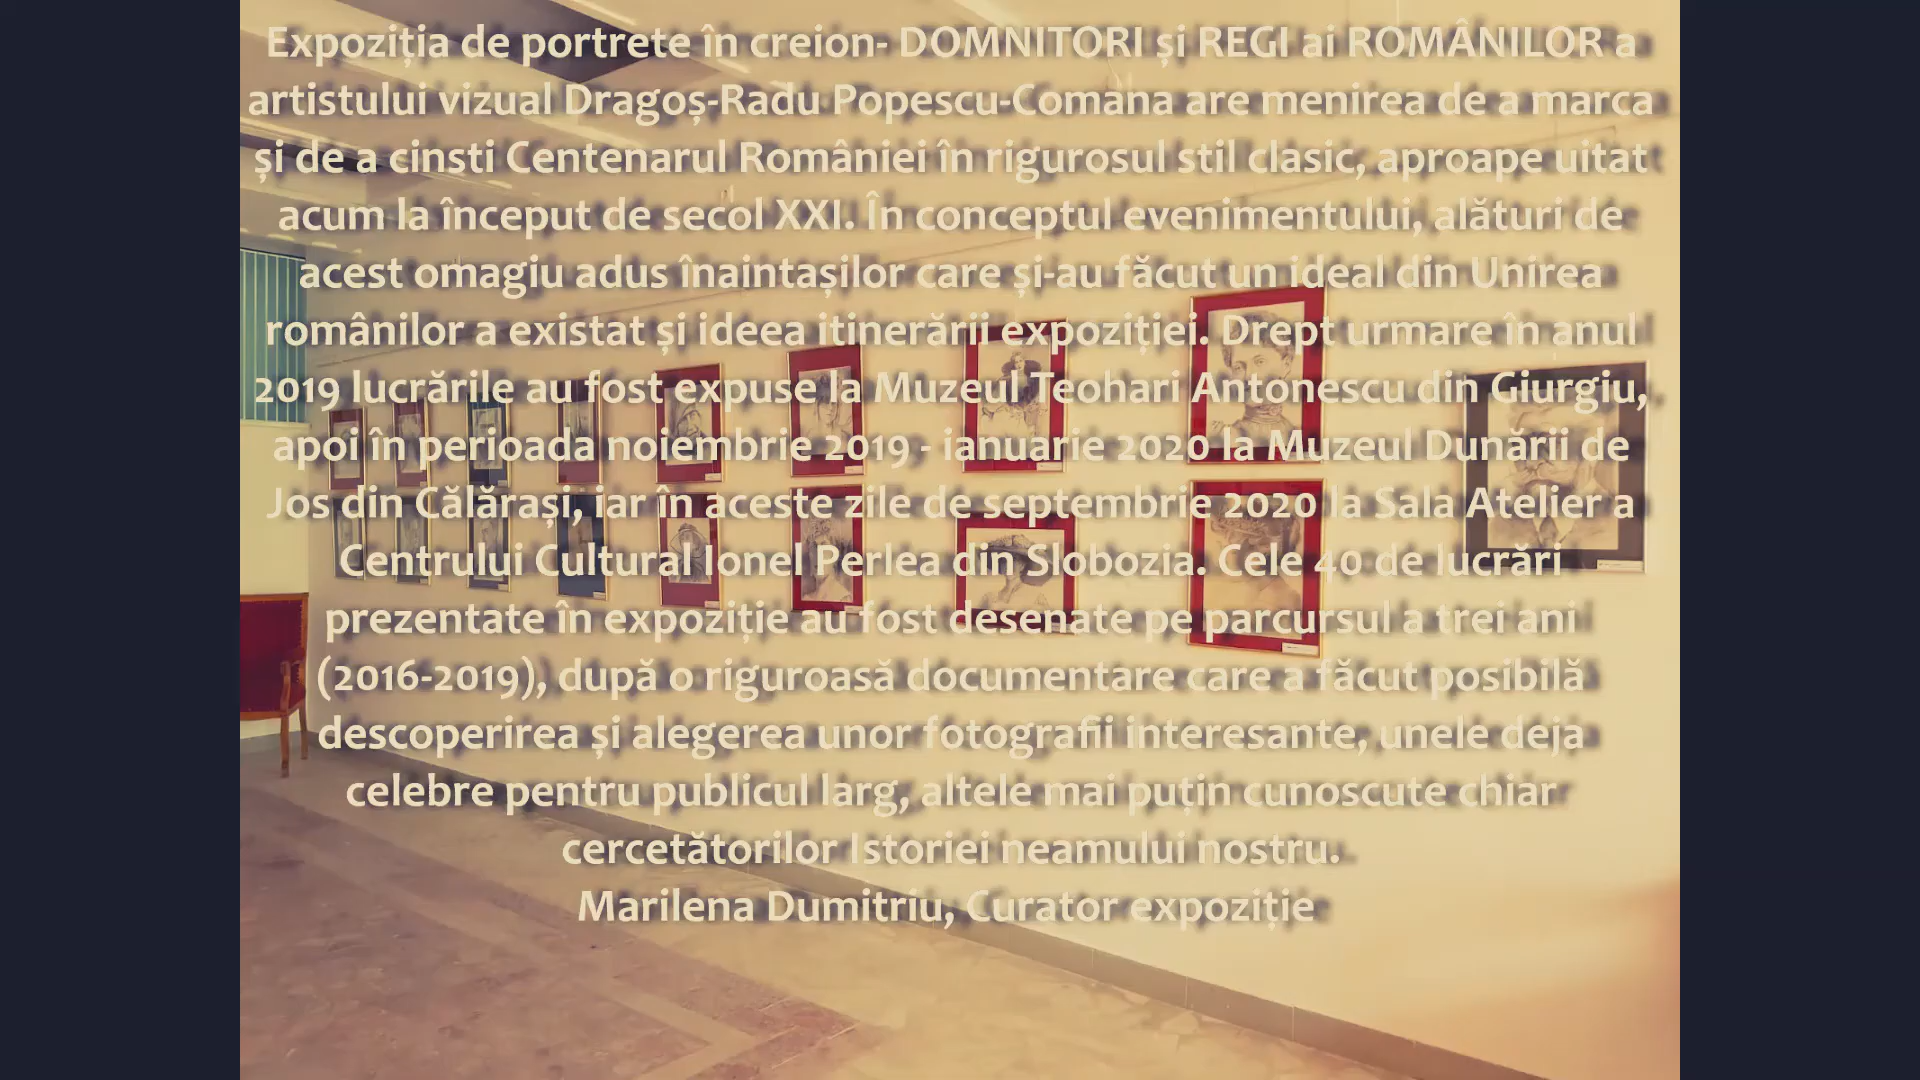 Expoziția de portrete în creion- DOMNITORI și REGI ai ROMÂNILOR a
artistului vizual Dragoș-Radu Popescu-Comana are menirea de a marca
și de a cinsti Centenarul României în rigurosul stil clasic, aproape uitat
acum la început de secol XXI. În conceptul evenimentului, alături de
acest omagiu adus înaintașilor care și-au făcut un ideal din Unirea
românilor a existat și ideea itinerării expoziției. Drept urmare în anul
2019 lucrările au fost expuse la Muzeul Teohari Antonescu din Giurgiu,
apoi în perioada noiembrie 2019 - ianuarie 2020 la Muzeul Dunării de
Jos din Călărași, iar în aceste zile de septembrie 2020 la Sala Atelier a
Centrului Cultural Ionel Perlea din Slobozia. Cele 40 de lucrări
prezentate în expoziție au fost desenate pe parcursul a trei ani
(2016-2019), după o riguroasă documentare care a făcut posibilă
descoperirea și alegerea unor fotografii interesante, unele deja
celebre pentru publicul larg, altele mai puțin cunoscute chiar
cercetătorilor Istoriei neamului nostru.
Marilena Dumitriu, Curator expoziție